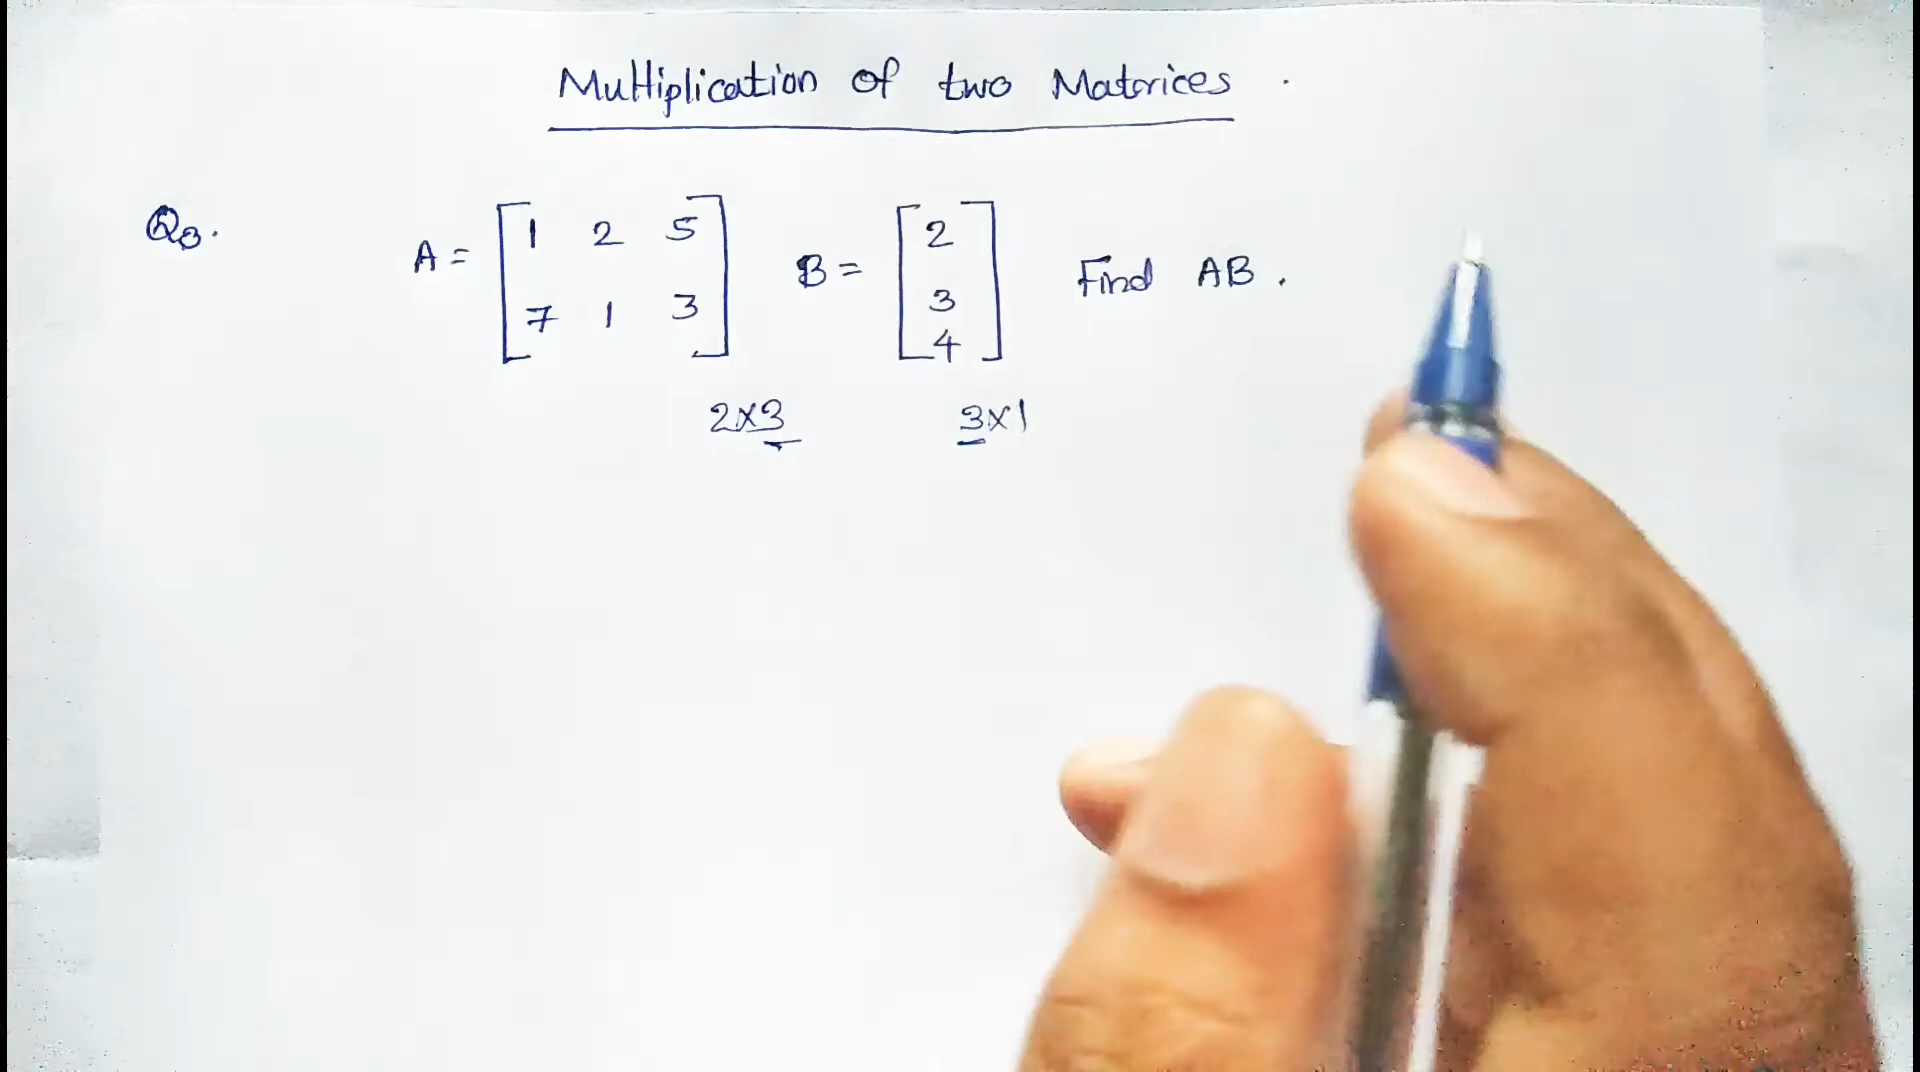 Multiplication of two Matrices .
Q3. A = [ 1 2 5 B = [ 2 Find AB .
7 1 3 ] 3
4 ]
2x3 3x1